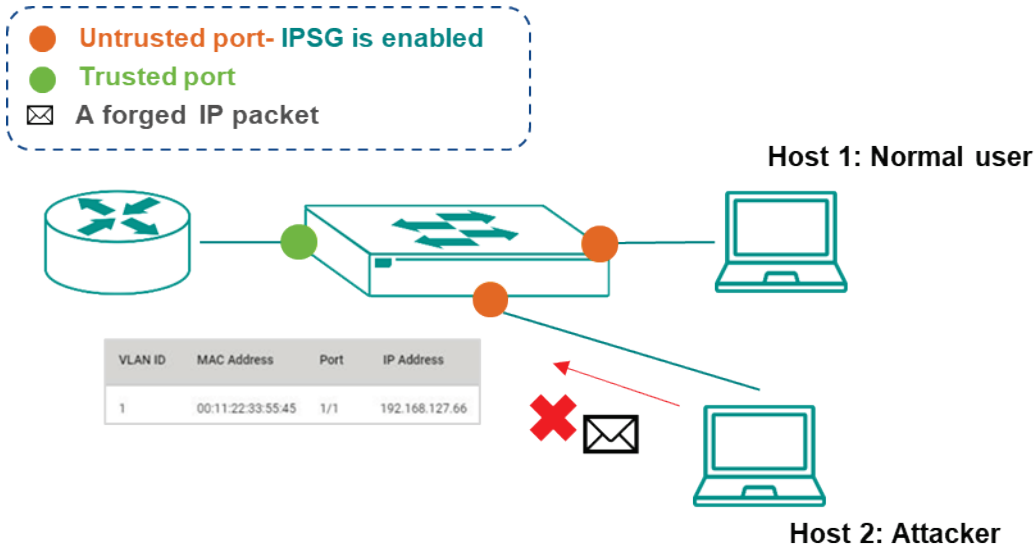 Untrusted port- IPSG is enabled
Trusted port
A forged IP packet
Host 1: Normal user
VLAN ID MAC Address Port IP Address
1 00:11:22:33:55:45 1/1 192.168.127.66
Host 2: Attacker